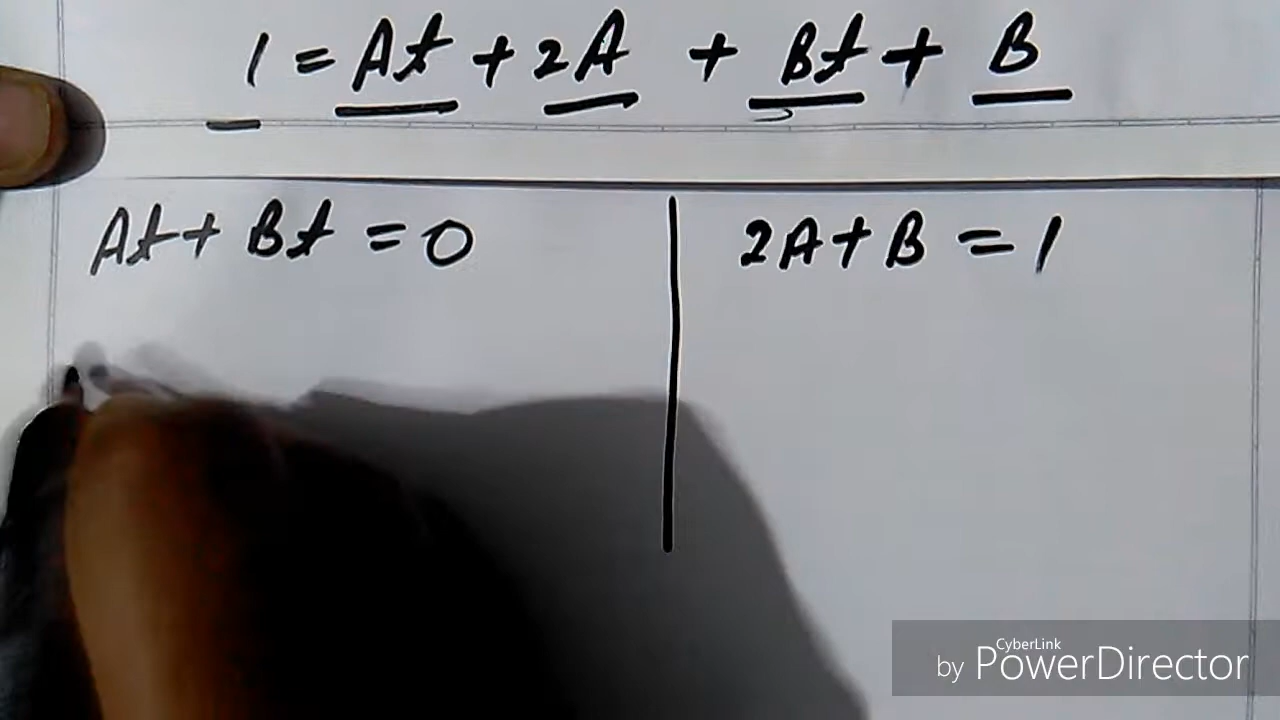 1 = At + 2A + Bt + B
At + Bt = 0
2A + B = 1
CyberLink
by PowerDirector